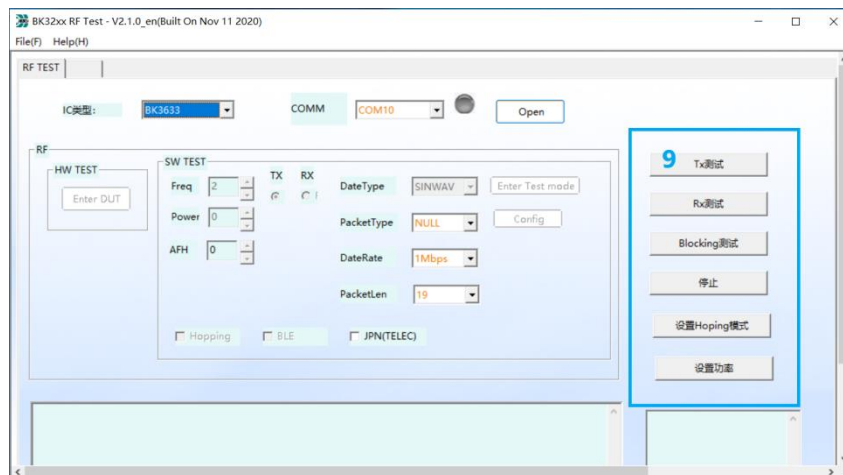 BK32xx RF Test - V2.1.0_en(Built On Nov 11 2020)
File(F) Help(H)
RF TEST
IC类型: BK3633 COMM COM10 Open
RF
HW TEST
Enter DUT
SW TEST
Freq 2 TX RX DateType SINWAV Enter Test mode
Power 0 PacketType NULL Config
AFH 0 DateRate 1Mbps
PacketLen 19
Hopping BLE JPN(TELEC)
9 Tx测试
Rx测试
Blocking测试
停止
设置Hoping模式
设置功率